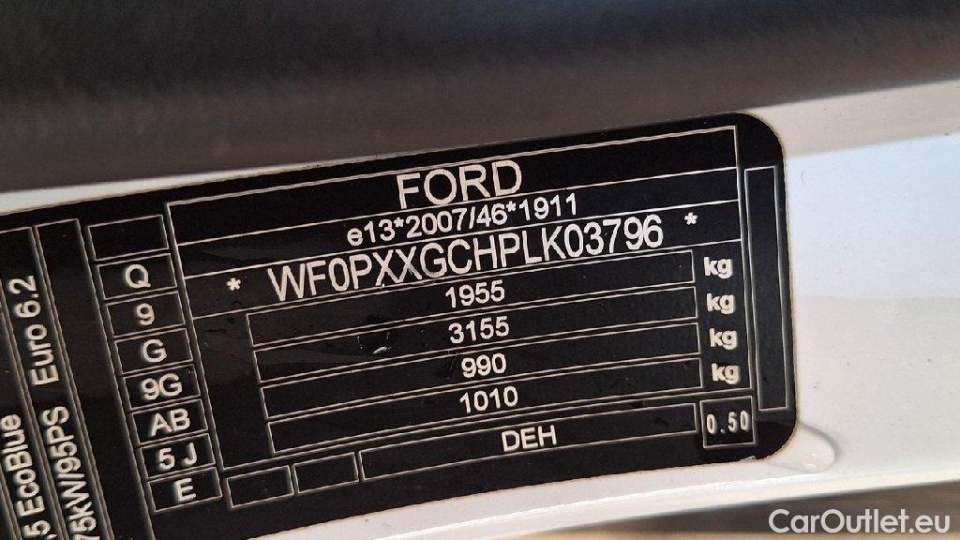 FORD
e13*2007/46*1911
* WF0PXXGCHPLK03796 *
1955 kg
3155 kg
990 kg
1010 kg
DEH
0.50
Q
9
G
9G
AB
5J
E
Euro 6.2
,5 EcoBlue
75kW/95PS
CarOutlet.eu